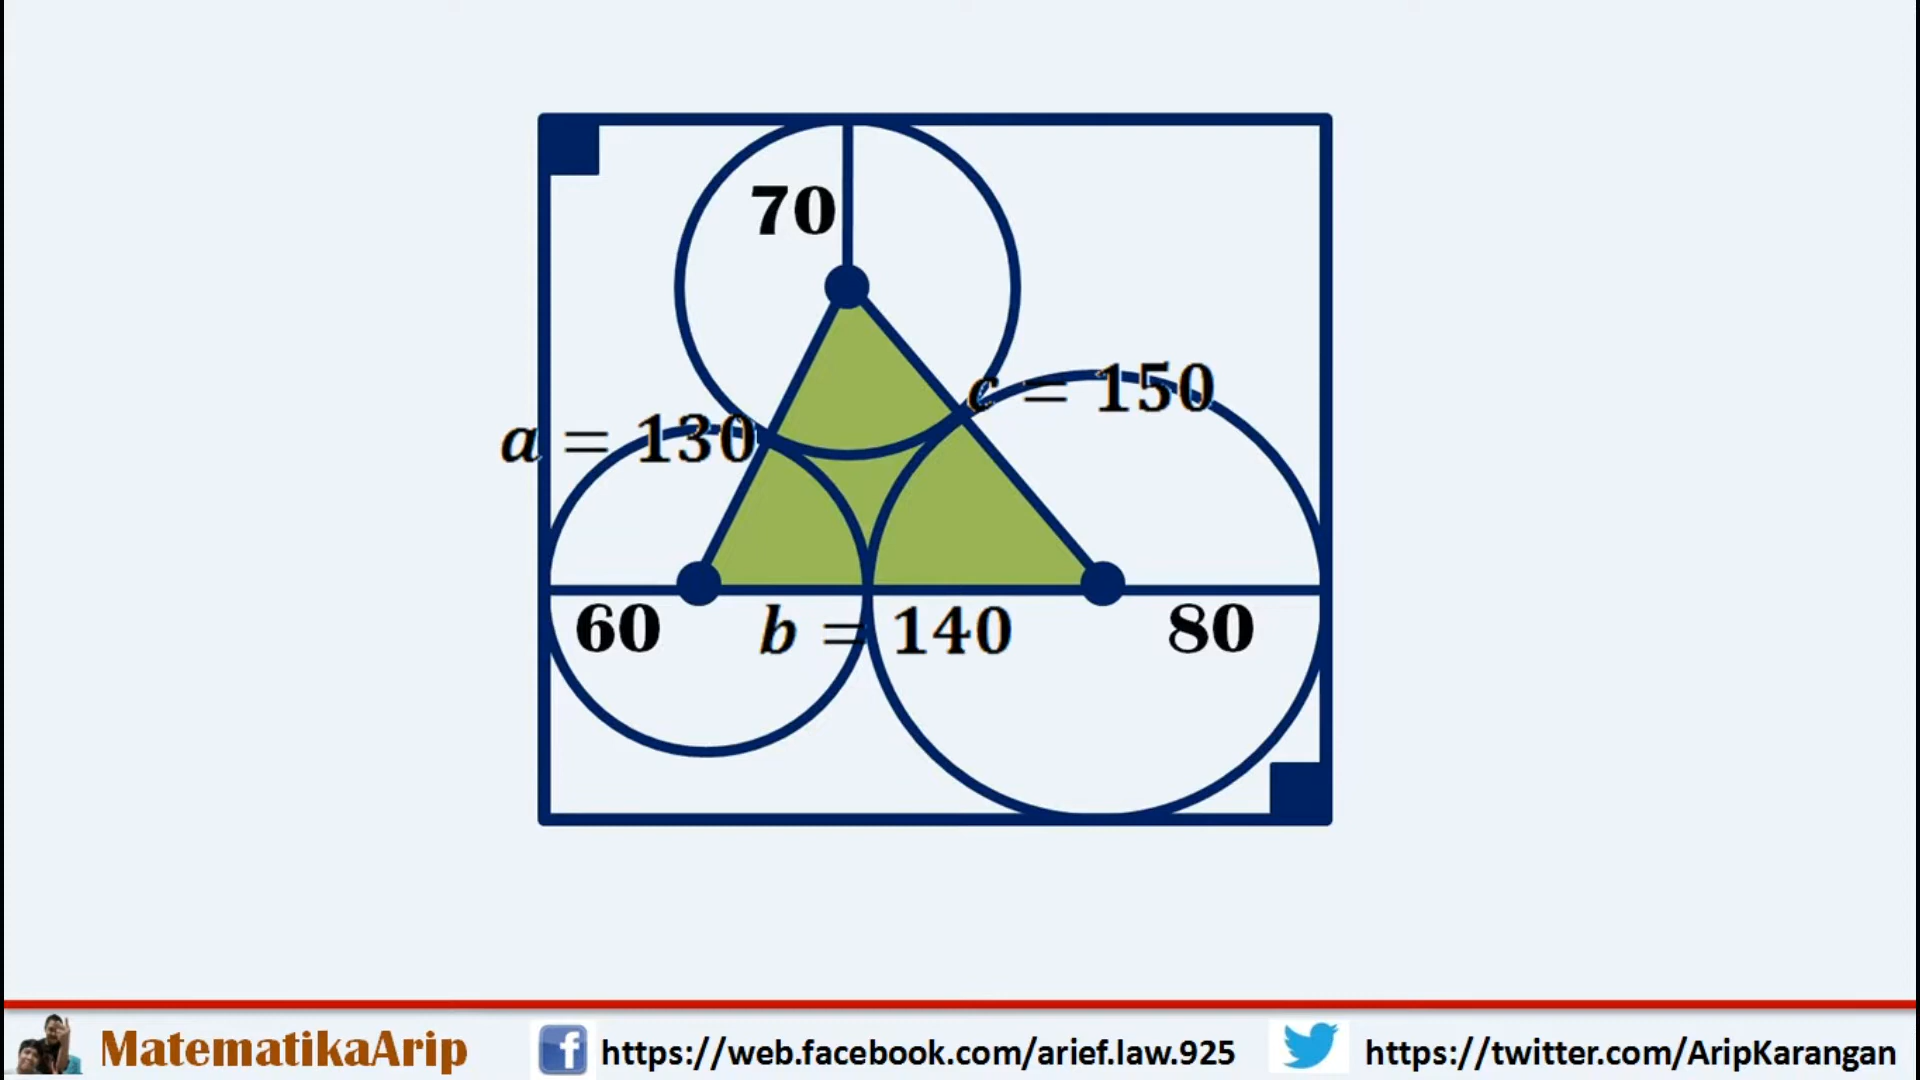 70
c = 150
a = 130
60
b = 140
80
MatematikaArip
https://web.facebook.com/arief.law.925
https://twitter.com/AripKarangan